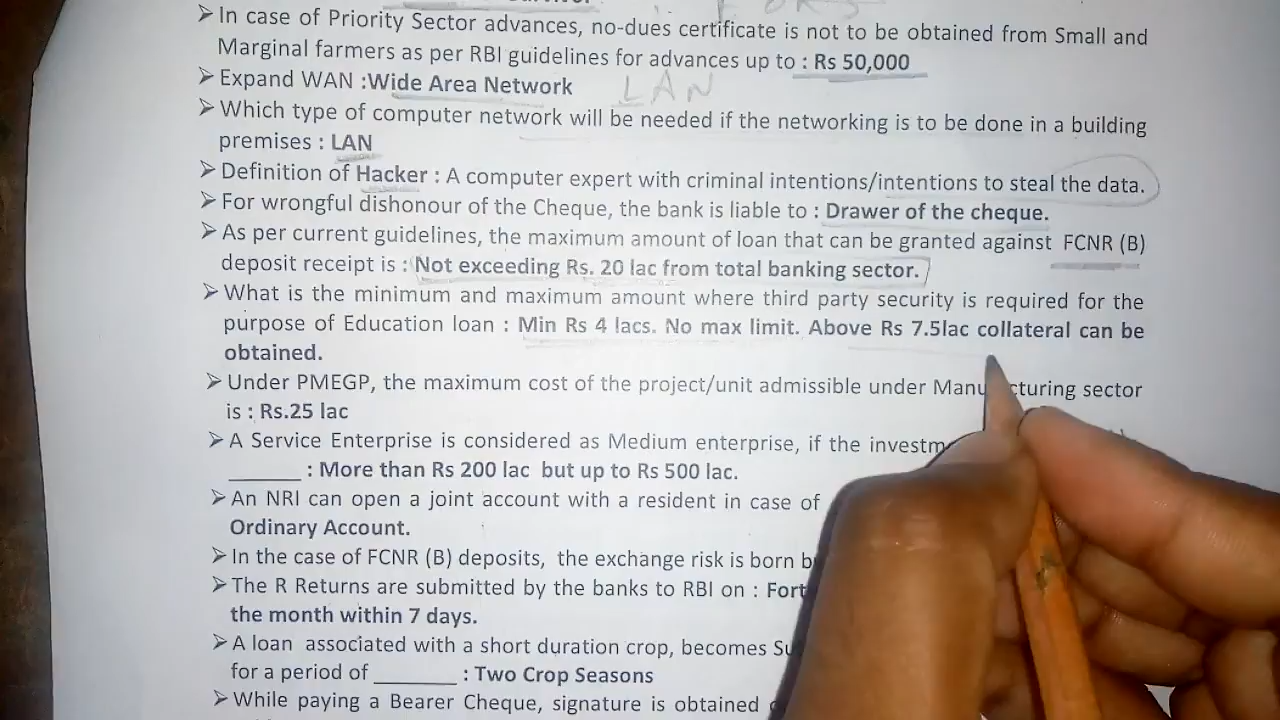 ➢ In case of Priority Sector advances, no-dues certificate is not to be obtained from Small and
Marginal farmers as per RBI guidelines for advances up to : Rs 50,000
➢ Expand WAN :Wide Area Network LAN
➢ Which type of computer network will be needed if the networking is to be done in a building
premises : LAN
➢ Definition of Hacker : A computer expert with criminal intentions/intentions to steal the data.
➢ For wrongful dishonour of the Cheque, the bank is liable to : Drawer of the cheque.
➢ As per current guidelines, the maximum amount of loan that can be granted against FCNR (B)
deposit receipt is : Not exceeding Rs. 20 lac from total banking sector.
➢ What is the minimum and maximum amount where third party security is required for the
purpose of Education loan : Min Rs 4 lacs. No max limit. Above Rs 7.5lac collateral can be
obtained.
➢ Under PMEGP, the maximum cost of the project/unit admissible under sector
is : Rs.25 lac
➢ A Service Enterprise is considered as Medium enterprise, if the
______ : More than Rs 200 lac but up to Rs 500 lac.
➢ An NRI can open a joint account with a resident in case of
Ordinary Account.
➢ In the case of FCNR (B) deposits, the exchange risk is born
➢ The R Returns are submitted by the banks to RBI on :
the month within 7 days.
➢ A loan associated with a short duration crop, becomes
for a period of ______ : Two Crop Seasons
➢ While paying a Bearer Cheque, signature is obtained